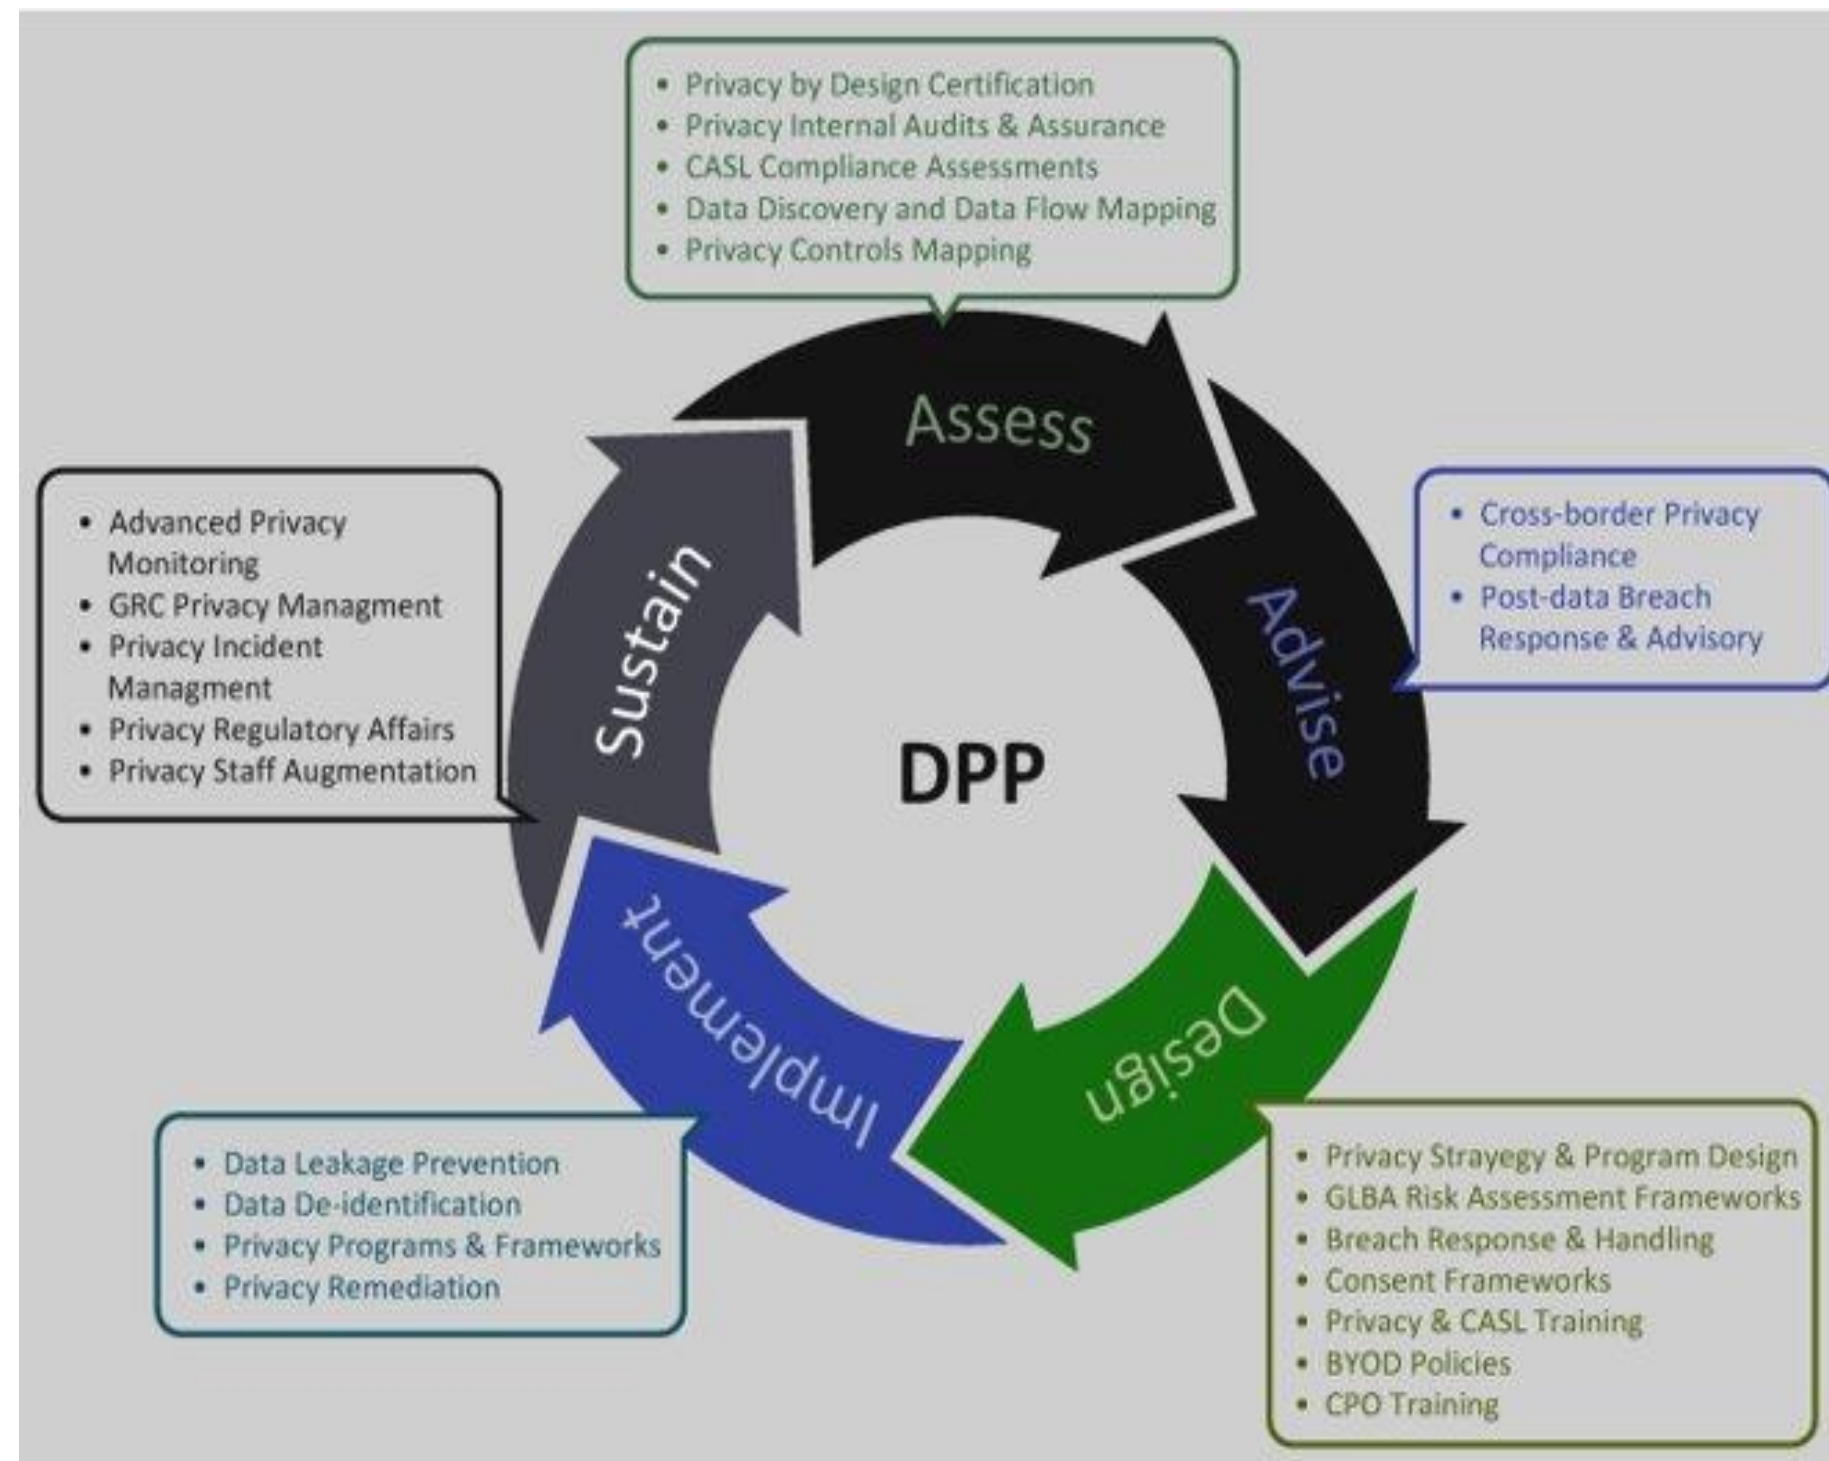 • Privacy by Design Certification
• Privacy Internal Audits & Assurance
• CASL Compliance Assessments
• Data Discovery and Data Flow Mapping
• Privacy Controls Mapping
Assess
• Cross-border Privacy
Compliance
• Post-data Breach
Response & Advisory
Advise
• Advanced Privacy
Monitoring
• GRC Privacy Managment
• Privacy Incident
Managment
• Privacy Regulatory Affairs
• Privacy Staff Augmentation
Sustain
DPP
Design
Implement
• Data Leakage Prevention
• Data De-identification
• Privacy Programs & Frameworks
• Privacy Remediation
• Privacy Strayegy & Program Design
• GLBA Risk Assessment Frameworks
• Breach Response & Handling
• Consent Frameworks
• Privacy & CASL Training
• BYOD Policies
• CPO Training